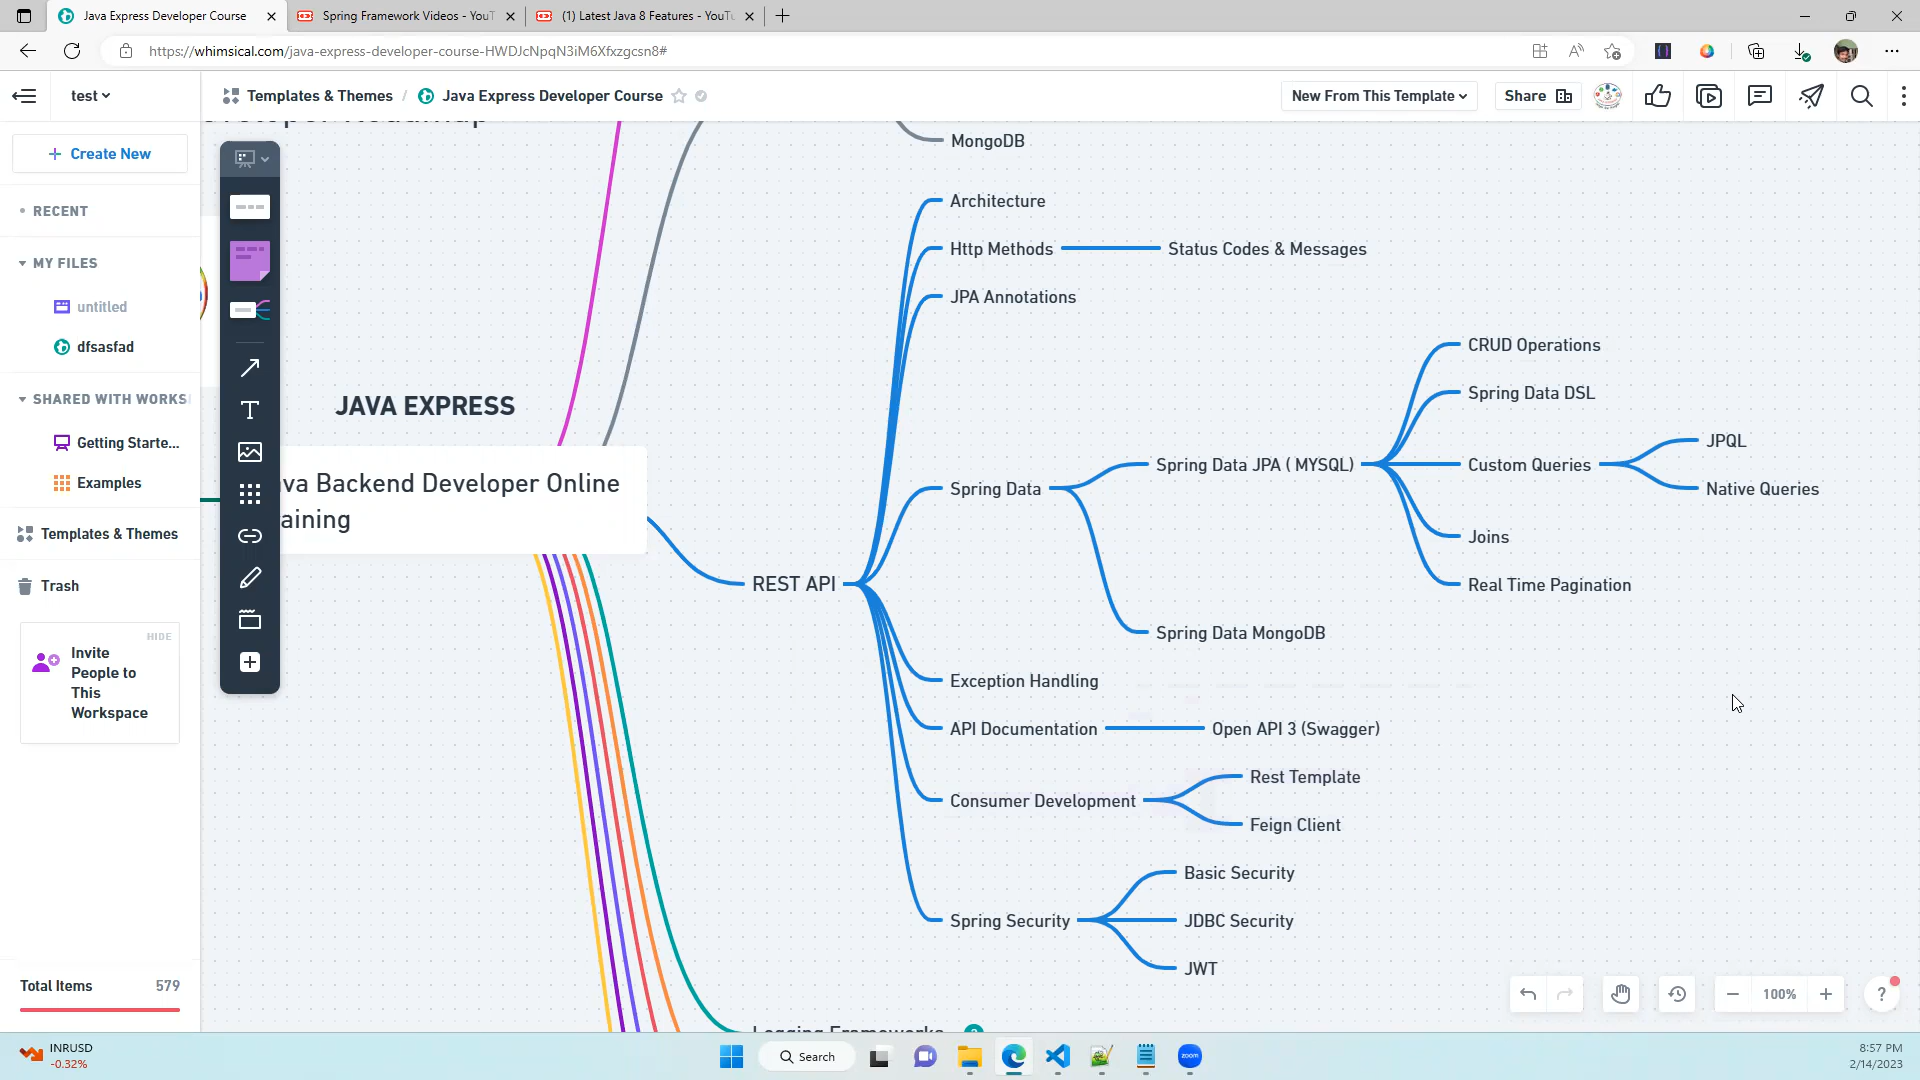 Java Express Developer Course
Spring Framework Videos - YouT
(1) Latest Java 8 Features - YouTu
https://whimsical.com/java-express-developer-course-HWDJcNpqN3iM6Xfxzgcsn8#
test
Templates & Themes / Java Express Developer Course
New From This Template
Share
Create New
RECENT
MY FILES
untitled
dfsasfad
SHARED WITH WORKS
Getting Starte...
Examples
Templates & Themes
Trash
HIDE
Invite
People to
This
Workspace
Total Items 579
JAVA EXPRESS
va Backend Developer Online
aining
MongoDB
REST API
Architecture
Http Methods
Status Codes & Messages
JPA Annotations
Spring Data
Spring Data JPA ( MYSQL)
CRUD Operations
Spring Data DSL
Custom Queries
JPQL
Native Queries
Joins
Real Time Pagination
Spring Data MongoDB
Exception Handling
API Documentation
Open API 3 (Swagger)
Consumer Development
Rest Template
Feign Client
Spring Security
Basic Security
JDBC Security
JWT
Logging Frameworks
100%
?
INRUSD
-0.32%
Search
zoom
8:57 PM
2/14/2023